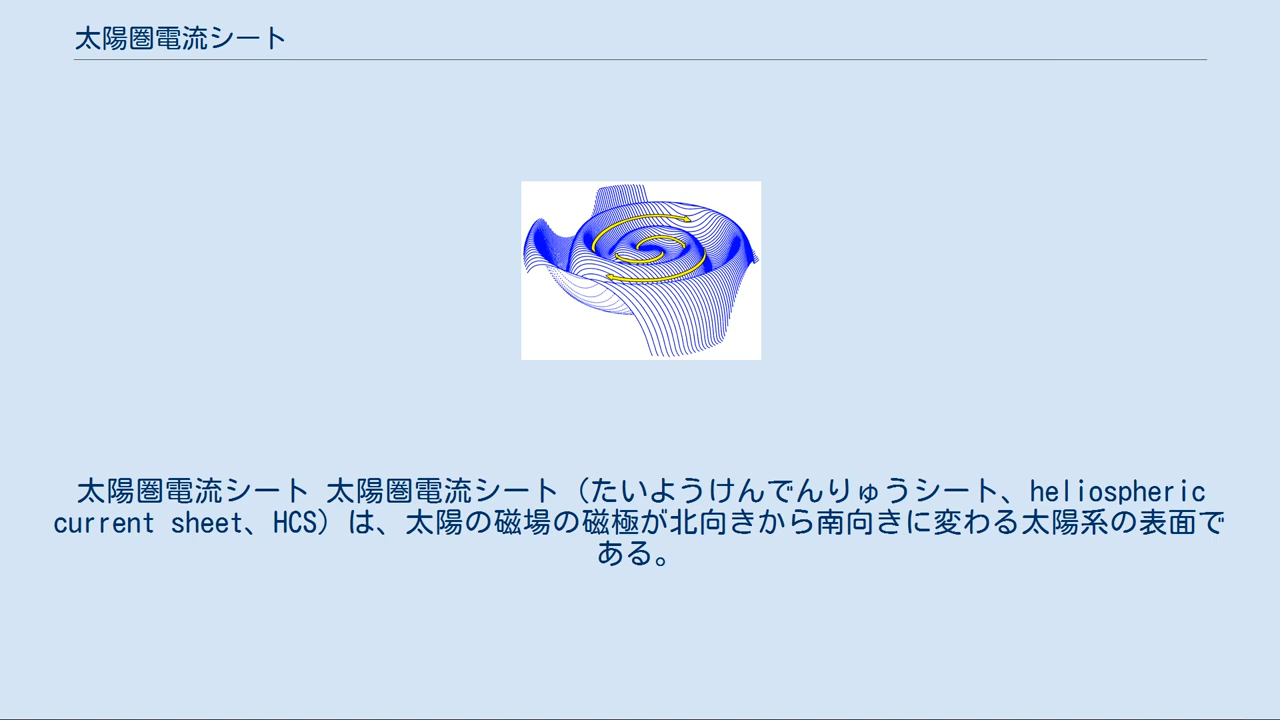 太陽圏電流シート
太陽圏電流シート 太陽圏電流シート（たいようけんでんりゅうシート、heliospheric
current sheet、HCS）は、太陽の磁場の磁極が北向きから南向きに変わる太陽系の表面で
ある。